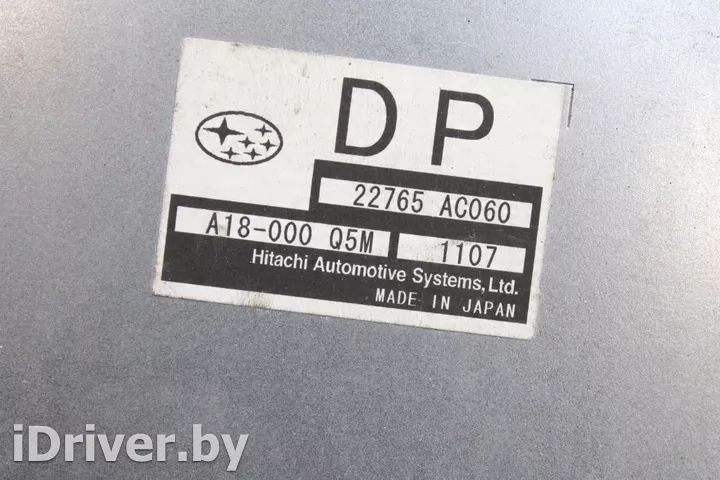 DP
22765 AC060
A18-000 Q5M 1107
Hitachi Automotive Systems, Ltd.
MADE IN JAPAN
iDriver.by